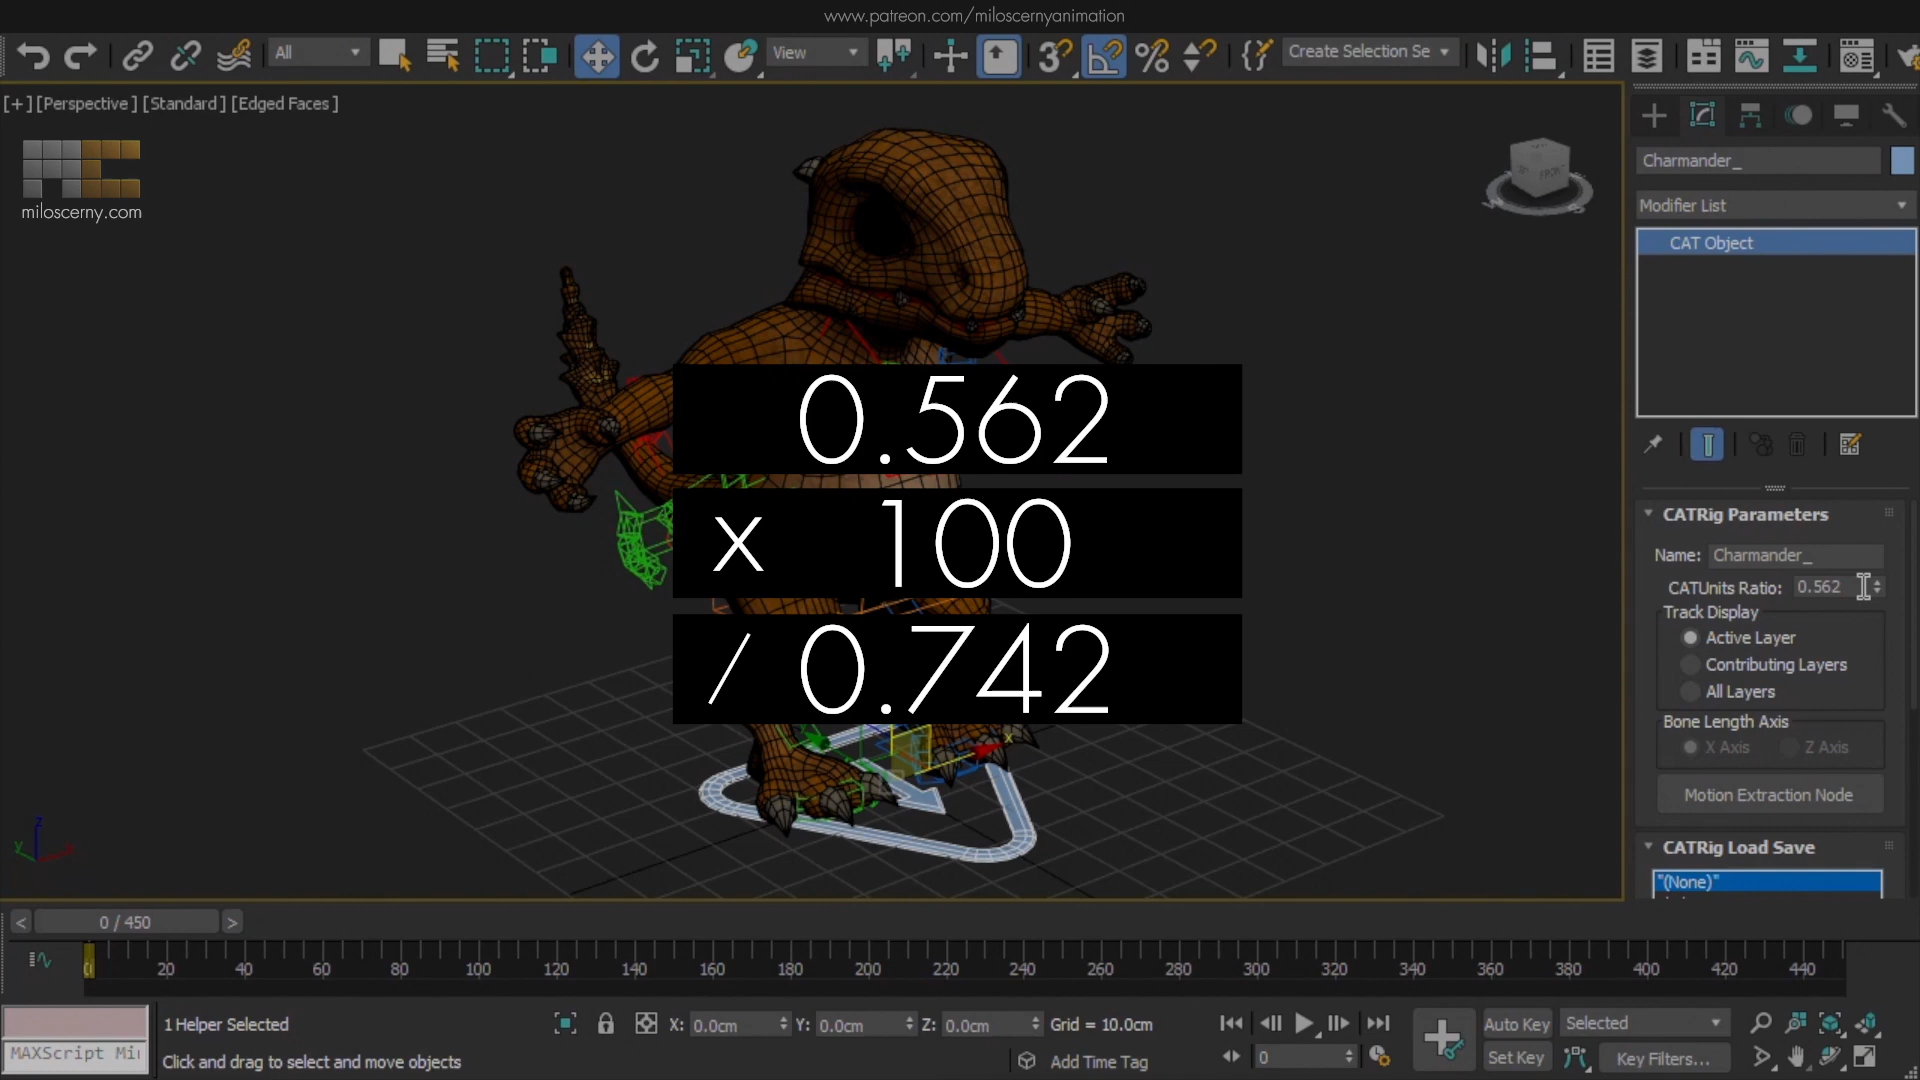 www.patreon.com/miloscernyanimation
All
View
Create Selection Se
[+] [Perspective] [Standard] [Edged Faces]
miloscerny.com
FRONT
Charmander_
Modifier List
CAT Object
0.562
x 100
/ 0.742
CATRig Parameters
Name: Charmander_
CATUnits Ratio: 0.562
Track Display
Active Layer
Contributing Layers
All Layers
Bone Length Axis
X Axis Z Axis
Motion Extraction Node
CATRig Load Save
"(None)"
z
y x
x
< 0 / 450 >
0 20 40 60 80 100 120 140 160 180 200 220 240 260 280 300 320 340 360 380 400 420 440
1 Helper Selected
X: 0.0cm Y: 0.0cm Z: 0.0cm Grid = 10.0cm
Auto Key Selected
MAXScript Mi
Click and drag to select and move objects
Add Time Tag
0
Set Key Key Filters...